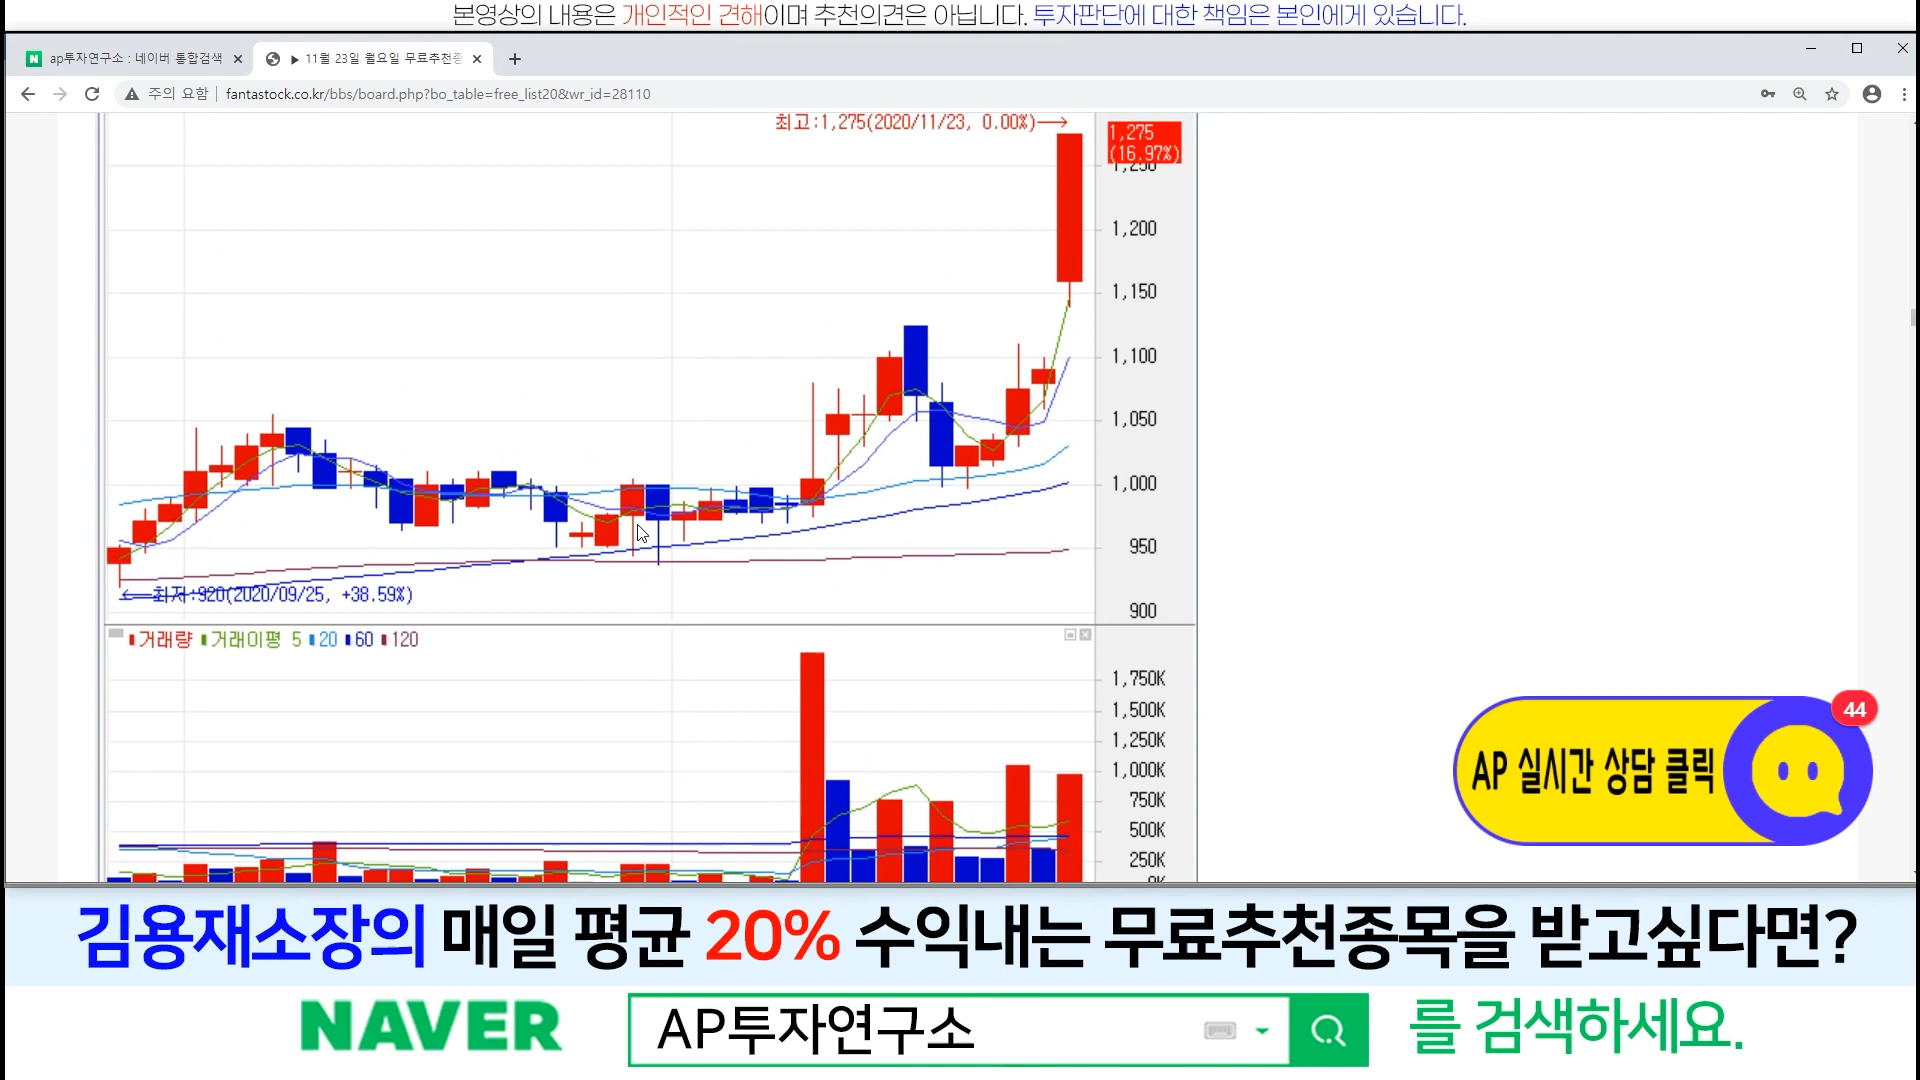 본영상의 내용은 개인적인 견해이며 추천의견은 아닙니다. 투자판단에 대한 책임은 본인에게 있습니다.
ap투자연구소 : 네이버 통합검색
▶ 11월 23일 월요일 무료추천종
주의 요함
fantastock.co.kr/bbs/board.php?bo_table=free_list20&wr_id=28110
최고:1,275(2020/11/23, 0.00%)
1,275
(16.97%)
1,250
1,200
1,150
1,100
1,050
1,000
950
900
최저:920(2020/09/25, +38.59%)
거래량 거래이평 5 20 60 120
1,750K
1,500K
1,250K
1,000K
750K
500K
250K
0K
44
AP 실시간 상담 클릭
김용재소장의 매일 평균 20% 수익내는 무료추천종목을 받고싶다면?
NAVER AP투자연구소 를 검색하세요.